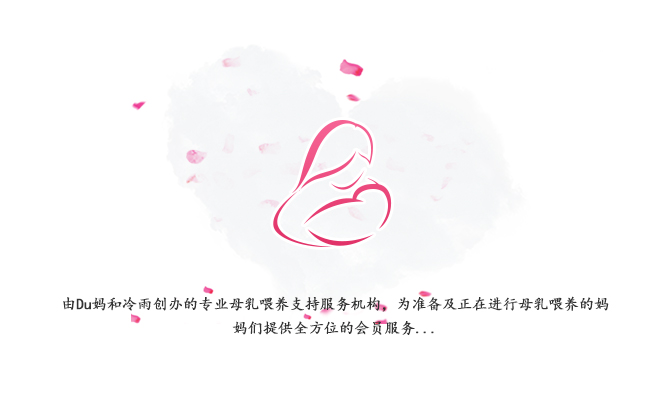 由Du妈和冷雨创办的专业母乳喂养支持服务机构，为准备及正在进行母乳喂养的妈
妈们提供全方位的会员服务...